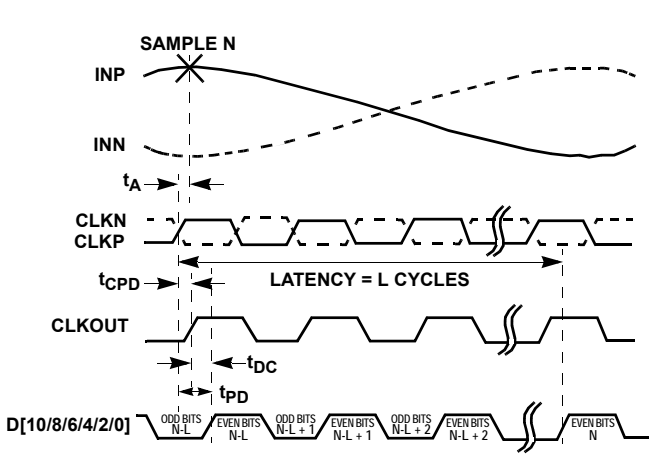 SAMPLE N
INP
INN
tA
CLKN
CLKP
LATENCY = L CYCLES
tCPD
CLKOUT
tDC
tPD
D[10/8/6/4/2/0]
ODD BITS
N-L
EVEN BITS
N-L
ODD BITS
N-L + 1
EVEN BITS
N-L + 1
ODD BITS
N-L + 2
EVEN BITS
N-L + 2
EVEN BITS
N